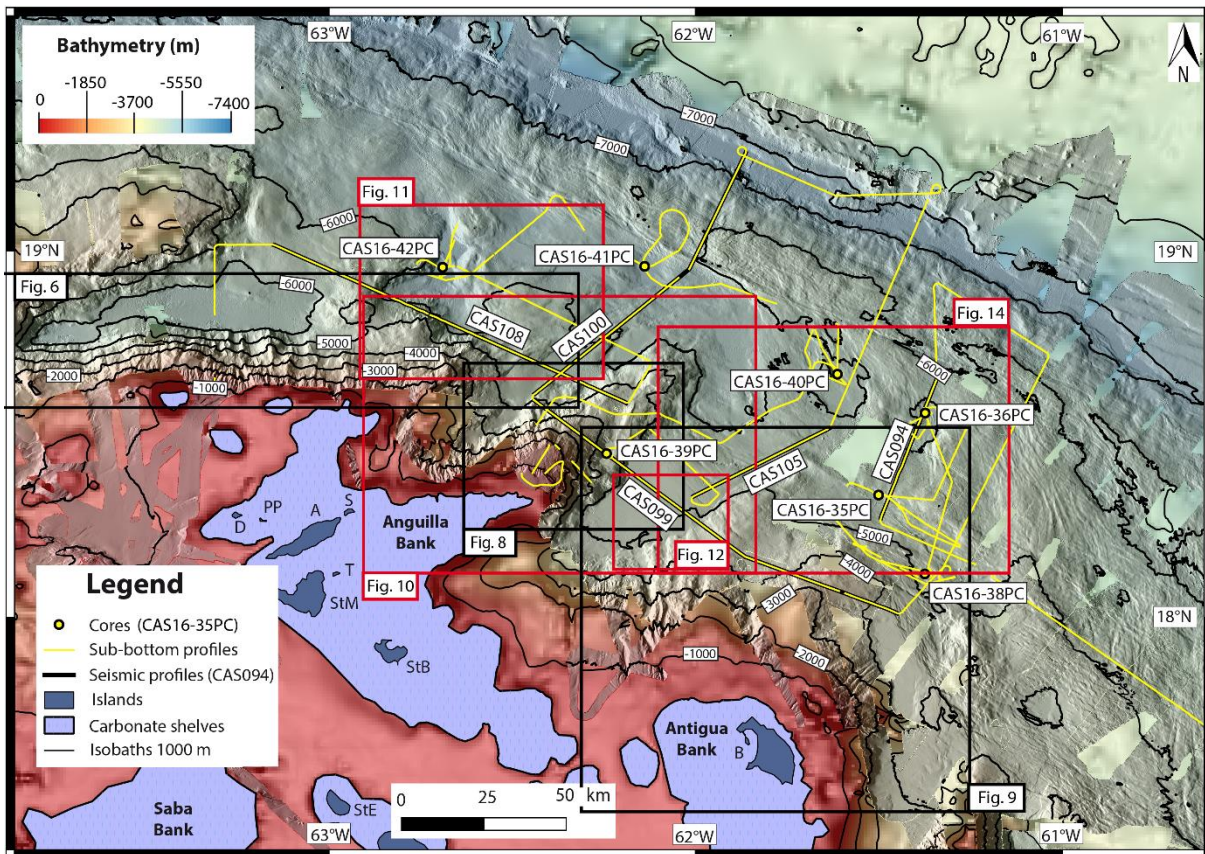 63°W
62°W
61°W
Bathymetry (m)
-1850
-5550
0
-3700
-7400
N
-7000
-7000
Fig. 11
-6000
19°N
CAS16-42PC
CAS16-41PC
19°N
Fig. 6
-6000
CAS108
CAS100
Fig. 14
-5000
-4000
-3000
-2000
-1000
CAS16-40PC
-6000
CAS16-36PC
CAS094
CAS16-39PC
CAS105
CAS099
CAS16-35PC
D
PP
A
S
Anguilla
Bank
Fig. 8
Fig. 12
-5000
-4000
Fig. 10
T
StM
CAS16-38PC
-3000
18°N
StB
-1000
-2000
Legend
Cores (CAS16-35PC)
Sub-bottom profiles
Seismic profiles (CAS094)
Islands
Carbonate shelves
Isobaths 1000 m
Antigua
Bank
B
Saba
Bank
StE
0
25
50
km
Fig. 9
63°W
62°W
61°W